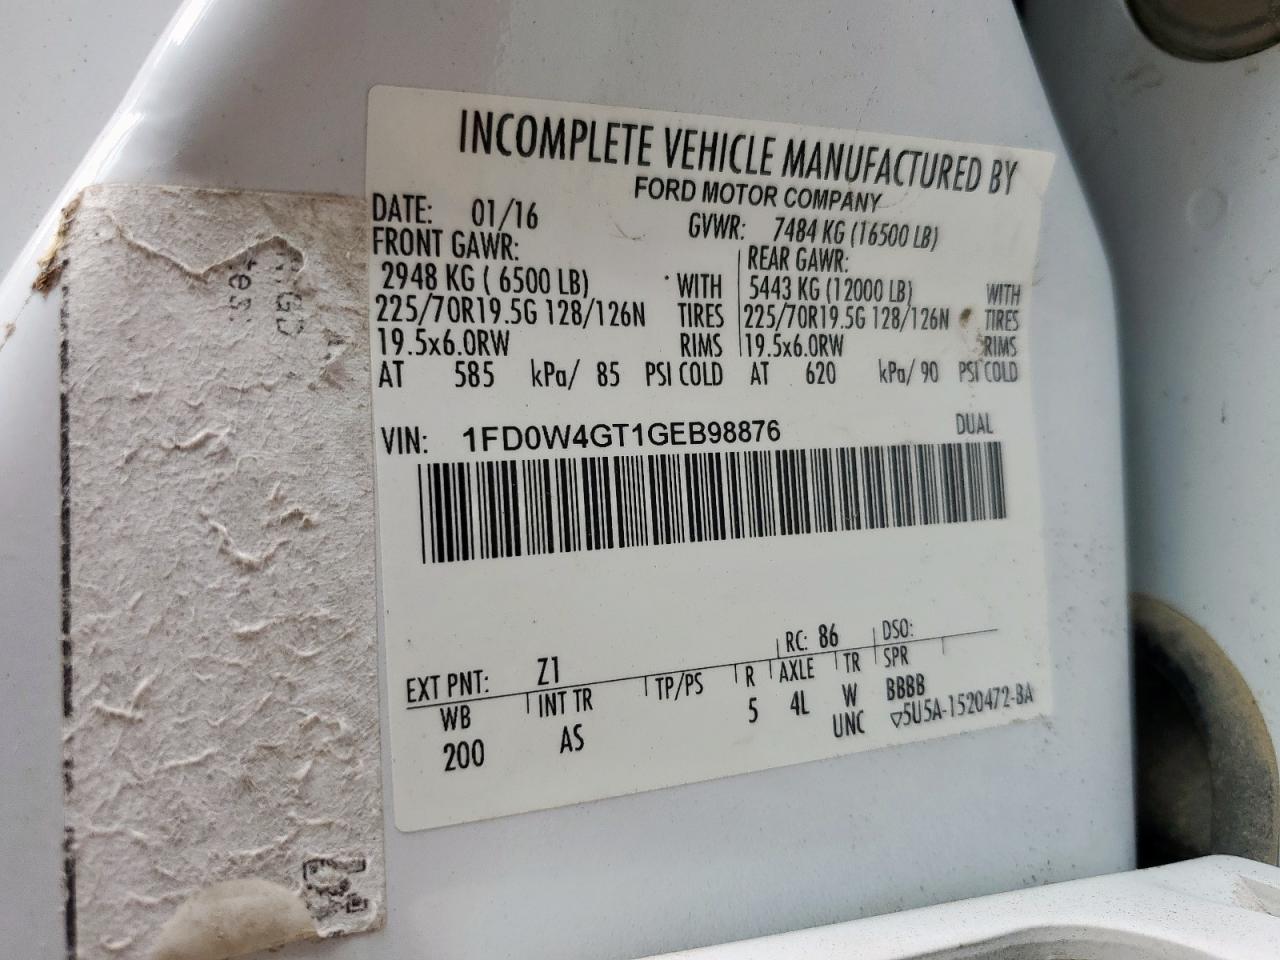 INCOMPLETE VEHICLE MANUFACTURED BY
FORD MOTOR COMPANY
DATE: 01/16 GVWR: 7484 KG (16500 LB)
FRONT GAWR: REAR GAWR:
2948 KG ( 6500 LB) WITH 5443 KG (12000 LB) WITH
225/70R19.5G 128/126N TIRES 225/70R19.5G 128/126N TIRES
19.5x6.0RW RIMS 19.5x6.0RW RIMS
AT 585 kPa/ 85 PSI COLD AT 620 kPa/ 90 PSI COLD
VIN: 1FD0W4GT1GEB98876 DUAL
EXT PNT: Z1 RC: 86 DSO:
WB INT TR TP/PS R AXLE TR SPR
200 AS 5 4L W BBBB
UNC ▽5U5A-1520472-BA